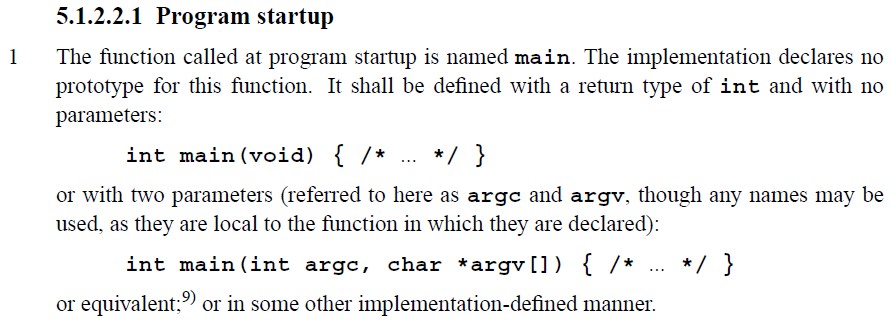 5.1.2.2.1 Program startup
1 The function called at program startup is named main. The implementation declares no
prototype for this function. It shall be defined with a return type of int and with no
parameters:
int main(void) { /* ... */ }
or with two parameters (referred to here as argc and argv, though any names may be
used, as they are local to the function in which they are declared):
int main(int argc, char *argv[]) { /* ... */ }
or equivalent;9) or in some other implementation-defined manner.